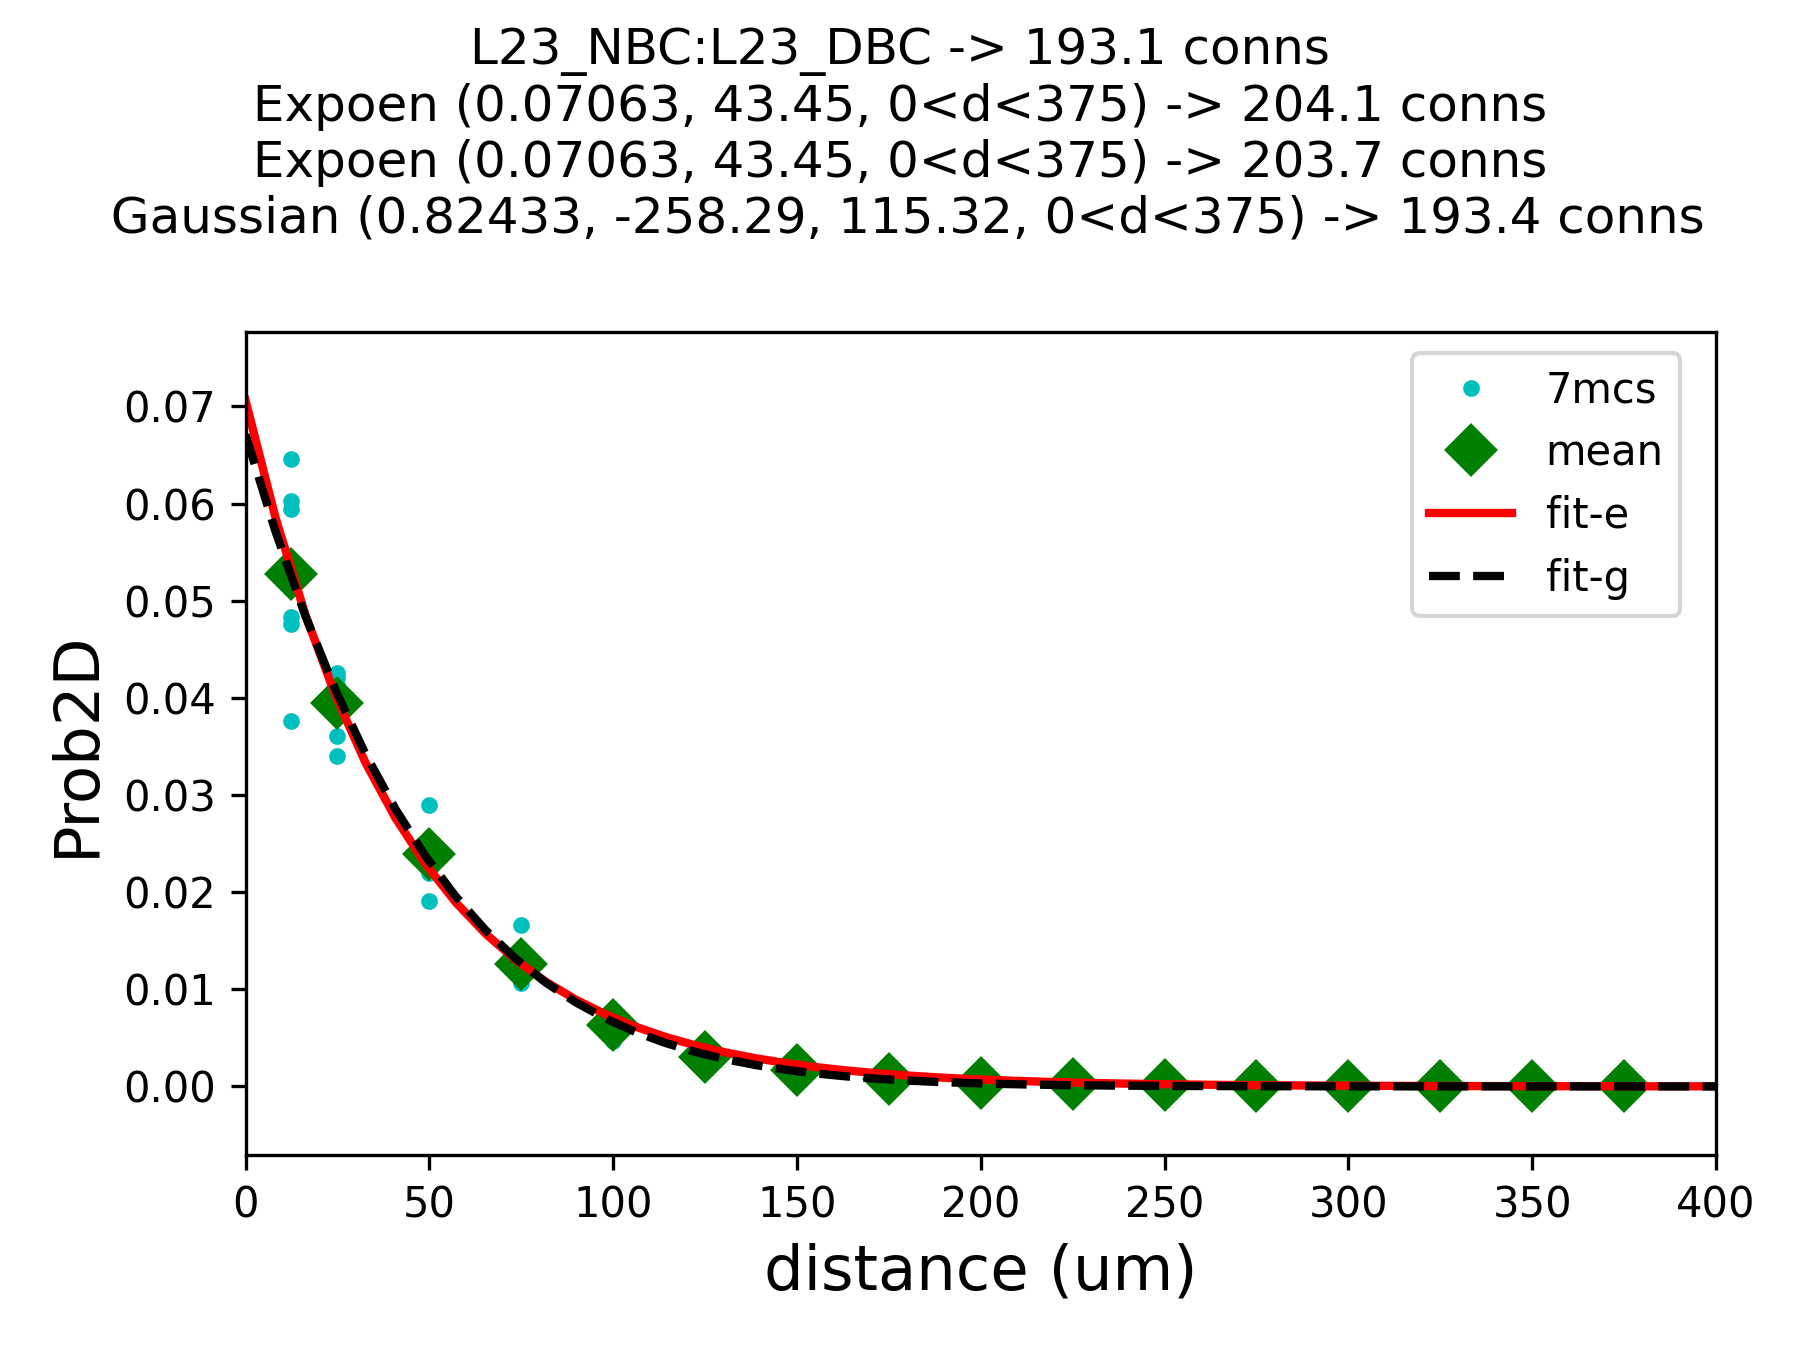 L23_NBC:L23_DBC -> 193.1 conns
Expoen (0.07063, 43.45, 0<d<375) -> 204.1 conns
Expoen (0.07063, 43.45, 0<d<375) -> 203.7 conns
Gaussian (0.82433, -258.29, 115.32, 0<d<375) -> 193.4 conns
7mcs
mean
fit-e
fit-g
Prob2D
0.07
0.06
0.05
0.04
0.03
0.02
0.01
0.00
0 50 100 150 200 250 300 350 400
distance (um)